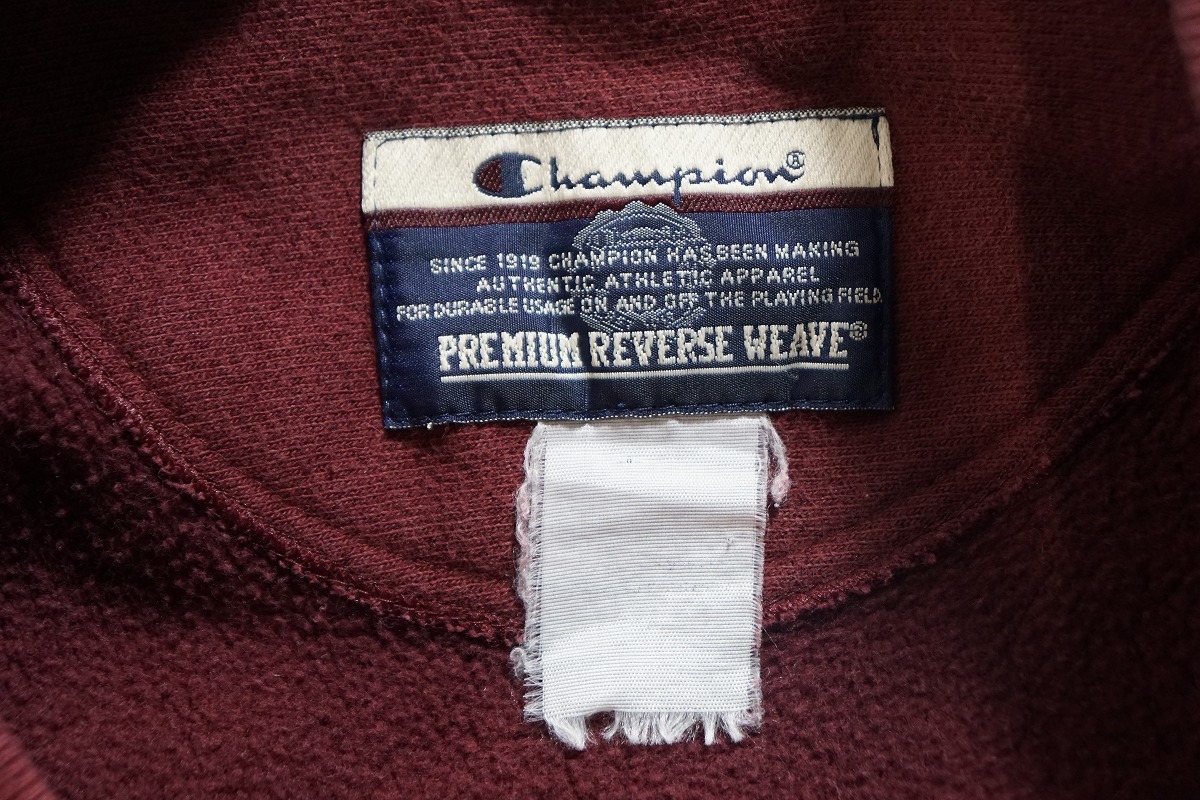 Champion®
SINCE 1919 CHAMPION HAS BEEN MAKING
AUTHENTIC ATHLETIC APPAREL
FOR DURABLE USAGE ON AND OFF THE PLAYING FIELD.
PREMIUM REVERSE WEAVE®